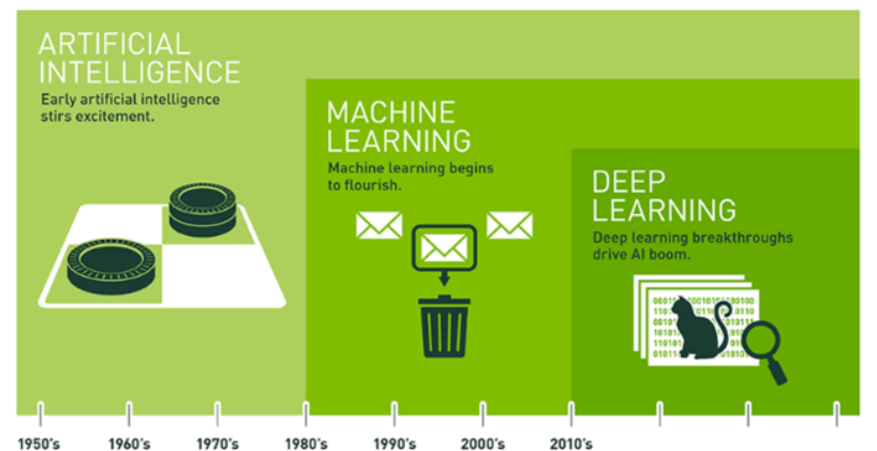 ARTIFICIAL
INTELLIGENCE
Early artificial intelligence
stirs excitement.
MACHINE
LEARNING
Machine learning begins
to flourish.
DEEP
LEARNING
Deep learning breakthroughs
drive AI boom.
1950's 1960's 1970's 1980's 1990's 2000's 2010's